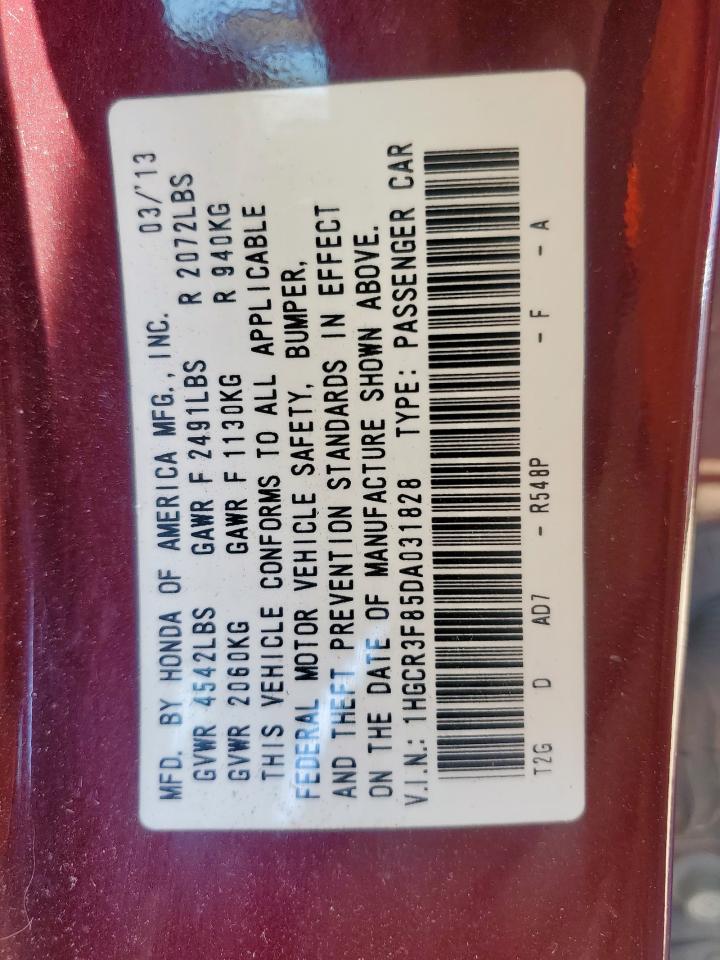 MFD. BY HONDA OF AMERICA MFG., INC. 03/'13
GVWR 4542LBS GAWR F 2491LBS R 2072LBS
GVWR 2060KG GAWR F 1130KG R 940KG
THIS VEHICLE CONFORMS TO ALL APPLICABLE
FEDERAL MOTOR VEHICLE SAFETY, BUMPER,
AND THEFT PREVENTION STANDARDS IN EFFECT
ON THE DATE OF MANUFACTURE SHOWN ABOVE.
V.I.N.: 1HGCR3F85DA031828 TYPE: PASSENGER CAR
T2G D AD7 - R548P - F - A